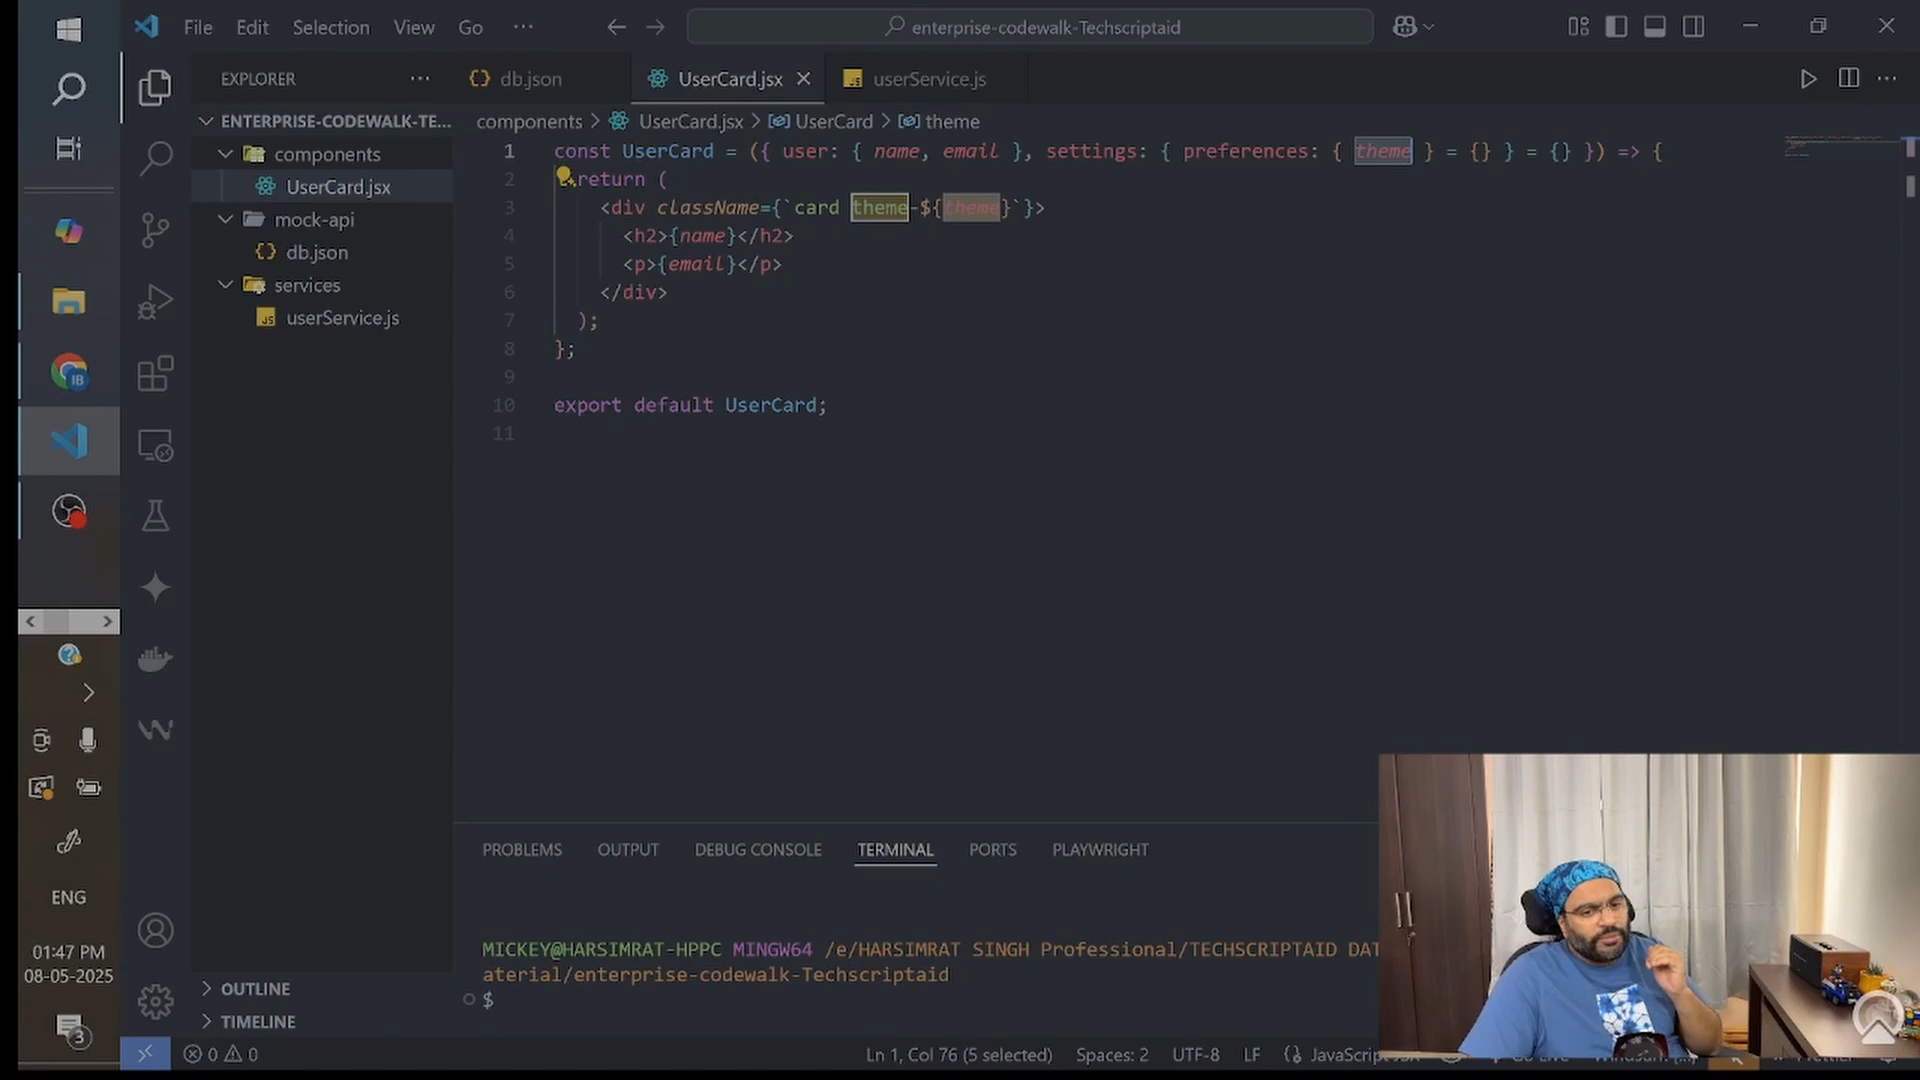 File Edit Selection View Go ···
enterprise-codewalk-Techscriptaid
EXPLORER
db.json
UserCard.jsx
userService.js
ENTERPRISE-CODEWALK-TE...
components
UserCard.jsx
mock-api
db.json
services
userService.js
OUTLINE
TIMELINE
components > UserCard.jsx > UserCard > theme
1 const UserCard = ({ user: { name, email }, settings: { preferences: { theme } = {} } = {} }) => {
2 return (
3 <div className={`card theme-${theme}`}>
4 <h2>{name}</h2>
5 <p>{email}</p>
6 </div>
7 );
8 };
9
10 export default UserCard;
11
PROBLEMS OUTPUT DEBUG CONSOLE TERMINAL PORTS PLAYWRIGHT
MICKEY@HARSIMRAT-HPPC MINGW64 /e/HARSIMRAT SINGH Professional/TECHSCRIPTAID DAT
aterial/enterprise-codewalk-Techscriptaid
$
IB
ENG
01:47 PM
08-05-2025
3
0 0
Ln 1, Col 76 (5 selected) Spaces: 2 UTF-8 LF {} JavaScript JSX